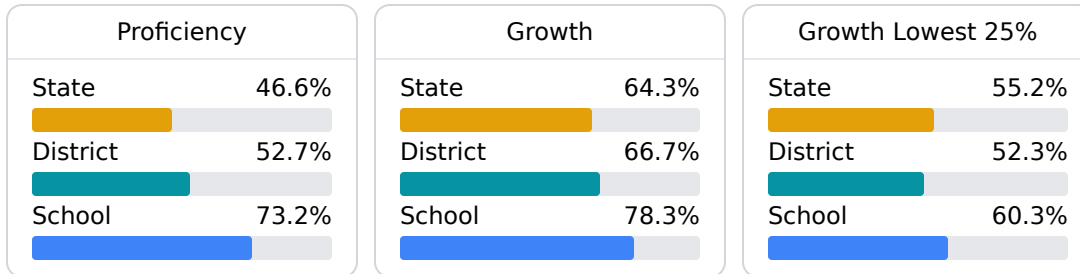 Proficiency
State 46.6%
District 52.7%
School 73.2%
Growth
State 64.3%
District 66.7%
School 78.3%
Growth Lowest 25%
State 55.2%
District 52.3%
School 60.3%